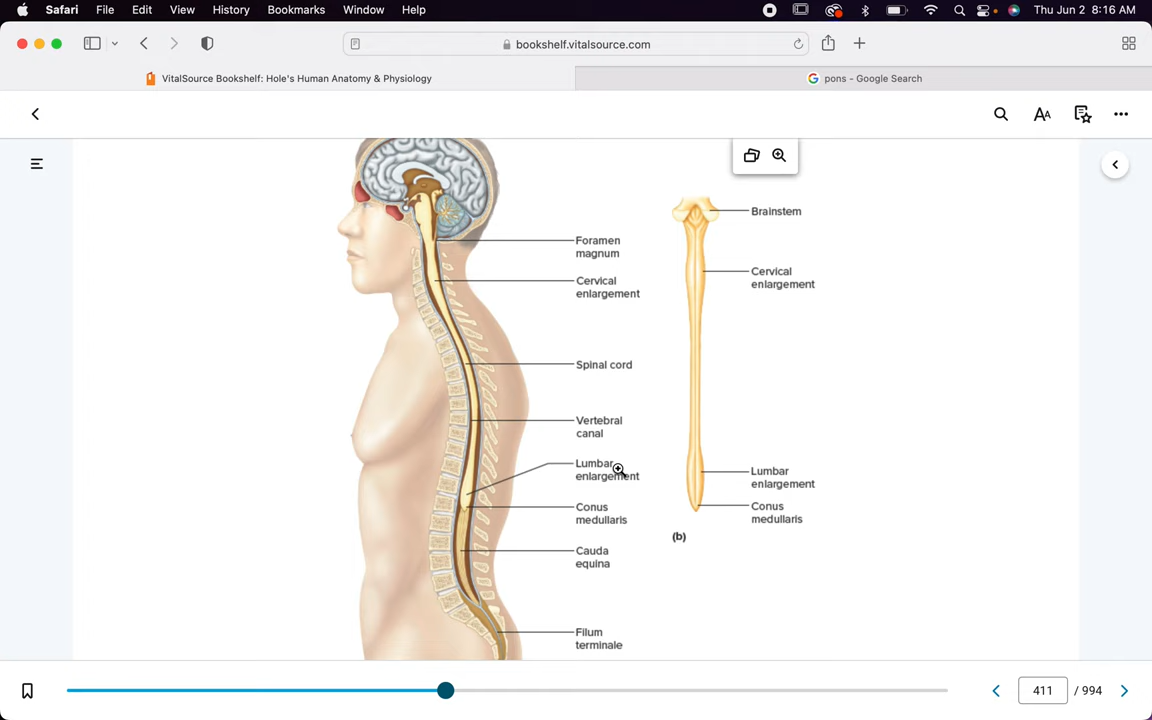 Safari File Edit View History Bookmarks Window Help Thu Jun 2 8:16 AM
bookshelf.vitalsource.com
VitalSource Bookshelf: Hole's Human Anatomy & Physiology
pons - Google Search
AA
Foramen
magnum
Cervical
enlargement
Spinal cord
Vertebral
canal
Lumbar
enlargement
Conus
medullaris
Cauda
equina
Filum
terminale
Brainstem
Cervical
enlargement
Lumbar
enlargement
Conus
medullaris
(b)
411 / 994